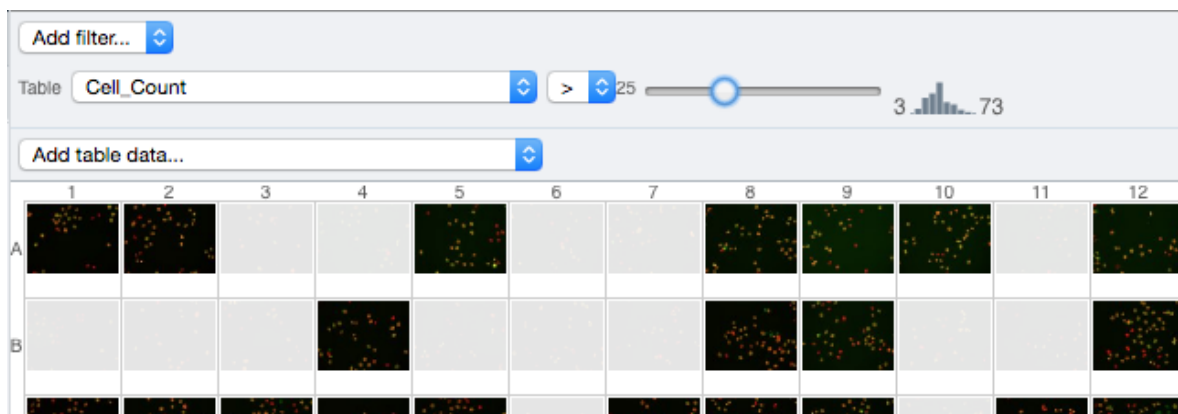 Add filter...
Table Cell_Count > 25 3 73
Add table data...
1 2 3 4 5 6 7 8 9 10 11 12
A
B